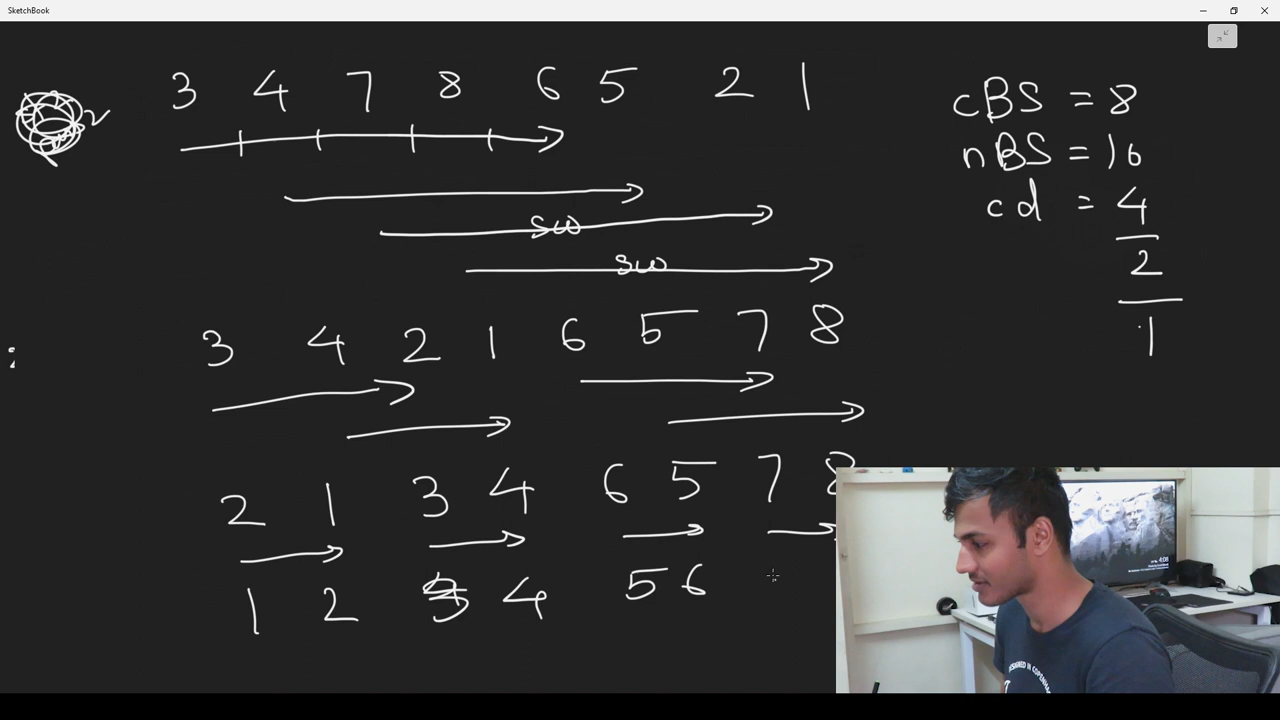 SketchBook
3 4 7 8 6 5 2 1
cBS = 8
nBS = 16
cd = 4
2
1
sw
sw
3 4 2 1 6 5 7 8
2 1 3 4 6 5 7 8
1 2 3 4 5 6